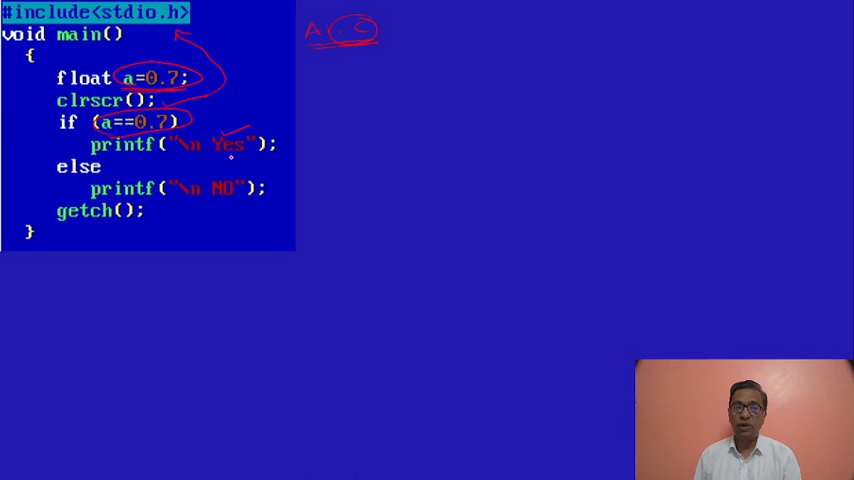 #include<stdio.h>
void main()
{
float a=0.7;
clrscr();
if (a==0.7)
printf("\n Yes");
else
printf("\n NO");
getch();
}